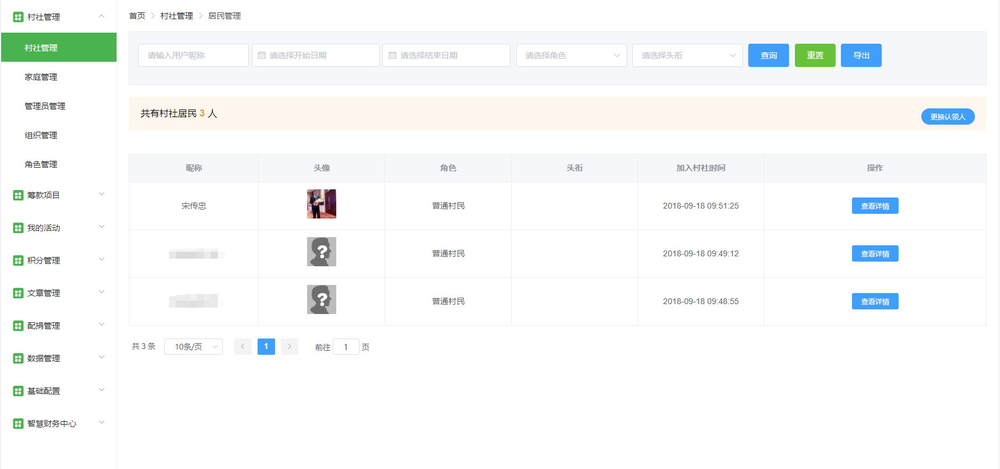 村社管理
村社管理
家庭管理
管理员管理
组织管理
角色管理
筹款项目
我的活动
积分管理
文章管理
配捐管理
数据管理
基础配置
智慧财务中心
首页 村社管理 居民管理
请输入用户昵称 请选择开始日期 请选择结束日期 请选择角色 请选择头衔 查询 重置 导出
共有村社居民 3 人 更换认领人
昵称 头像 角色 头衔 加入村社时间 操作
宋传忠 普通村民 2018-09-18 09:51:25 查看详情
普通村民 2018-09-18 09:49:12 查看详情
普通村民 2018-09-18 09:48:55 查看详情
共 3 条 10条/页 1 前往 1 页